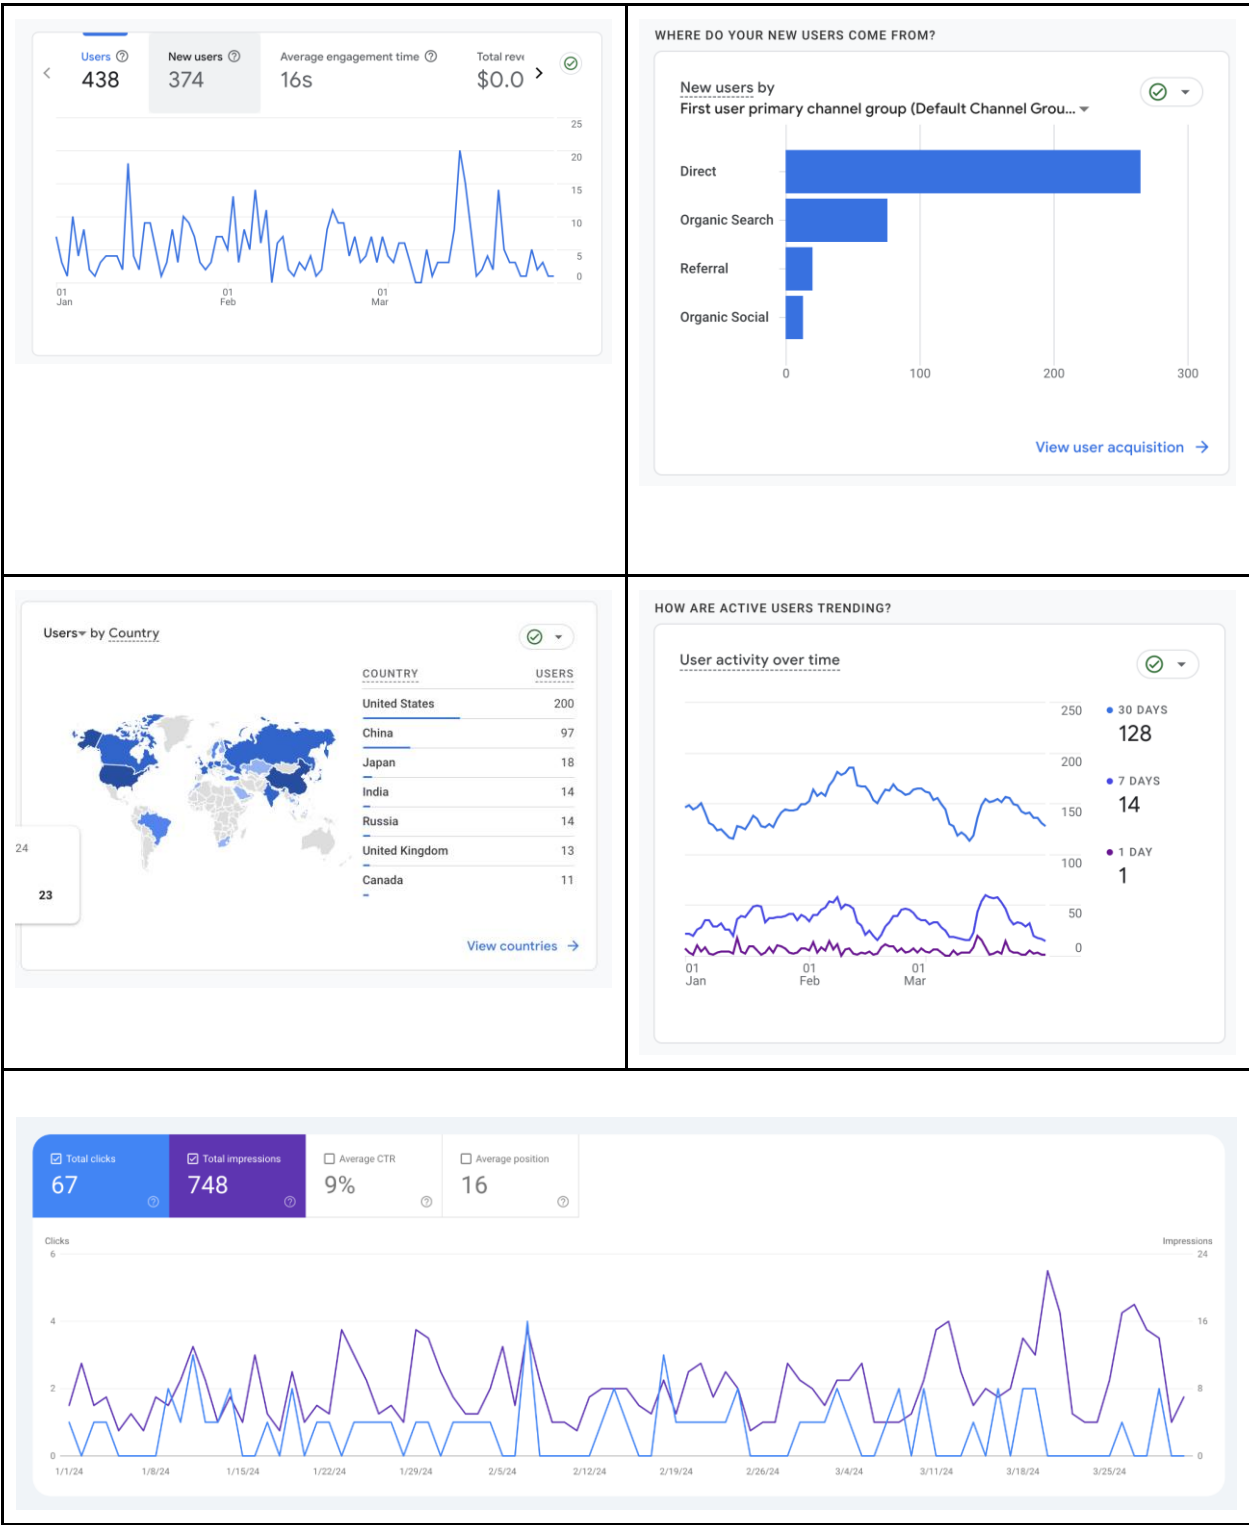 Users
438
New users
374
Average engagement time
16s
Total reve
$0.0
25
20
15
10
5
0
01
Jan
01
Feb
01
Mar
WHERE DO YOUR NEW USERS COME FROM?
New users by
First user primary channel group (Default Channel Grou...
Direct
Organic Search
Referral
Organic Social
0
100
200
300
View user acquisition
Users by Country
COUNTRY USERS
United States 200
China 97
Japan 18
India 14
Russia 14
United Kingdom 13
Canada 11
24
23
View countries
HOW ARE ACTIVE USERS TRENDING?
User activity over time
250
200
150
100
50
0
01
Jan
01
Feb
01
Mar
30 DAYS
128
7 DAYS
14
1 DAY
1
Total clicks
67
Total impressions
748
Average CTR
9%
Average position
16
Clicks
6
4
2
0
Impressions
24
16
8
0
1/1/24
1/8/24
1/15/24
1/22/24
1/29/24
2/5/24
2/12/24
2/19/24
2/26/24
3/4/24
3/11/24
3/18/24
3/25/24